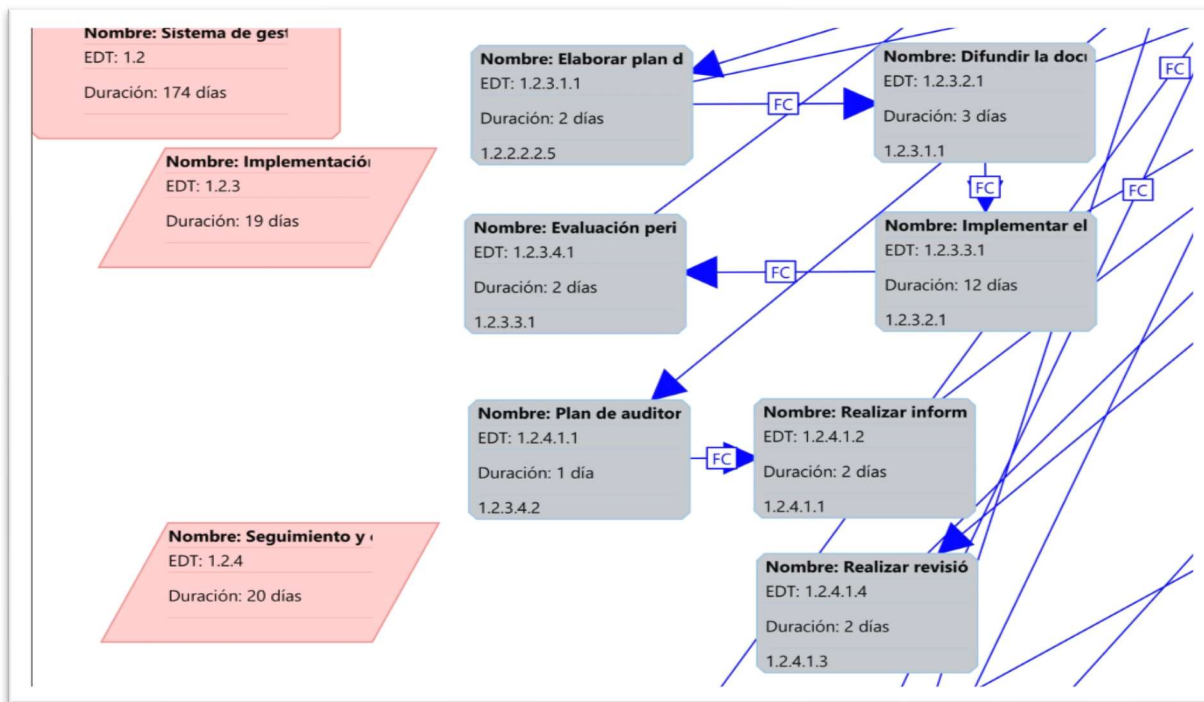 Nombre: Sistema de gest
EDT: 1.2
Duración: 174 días
Nombre: Elaborar plan d
EDT: 1.2.3.1.1
Duración: 2 días
1.2.2.2.2.5
FC
Nombre: Difundir la docu
EDT: 1.2.3.2.1
Duración: 3 días
1.2.3.1.1
FC
FC
FC
Nombre: Implementación
EDT: 1.2.3
Duración: 19 días
Nombre: Evaluación peri
EDT: 1.2.3.4.1
Duración: 2 días
1.2.3.3.1
FC
Nombre: Implementar el
EDT: 1.2.3.3.1
Duración: 12 días
1.2.3.2.1
Nombre: Plan de auditor
EDT: 1.2.4.1.1
Duración: 1 día
1.2.3.4.2
FC
Nombre: Realizar inform
EDT: 1.2.4.1.2
Duración: 2 días
1.2.4.1.1
Nombre: Seguimiento y
EDT: 1.2.4
Duración: 20 días
Nombre: Realizar revisió
EDT: 1.2.4.1.4
Duración: 2 días
1.2.4.1.3